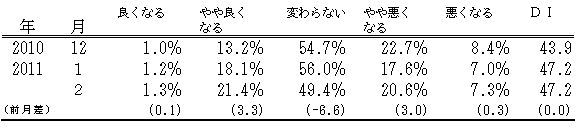 年 月 良くなる やや良くなる 変わらない やや悪くなる 悪くなる ＤＩ
2010 12 1.0% 13.2% 54.7% 22.7% 8.4% 43.9
2011 1 1.2% 18.1% 56.0% 17.6% 7.0% 47.2
2 1.3% 21.4% 49.4% 20.6% 7.3% 47.2
(前月差) (0.1) (3.3) (-6.6) (3.0) (0.3) (0.0)